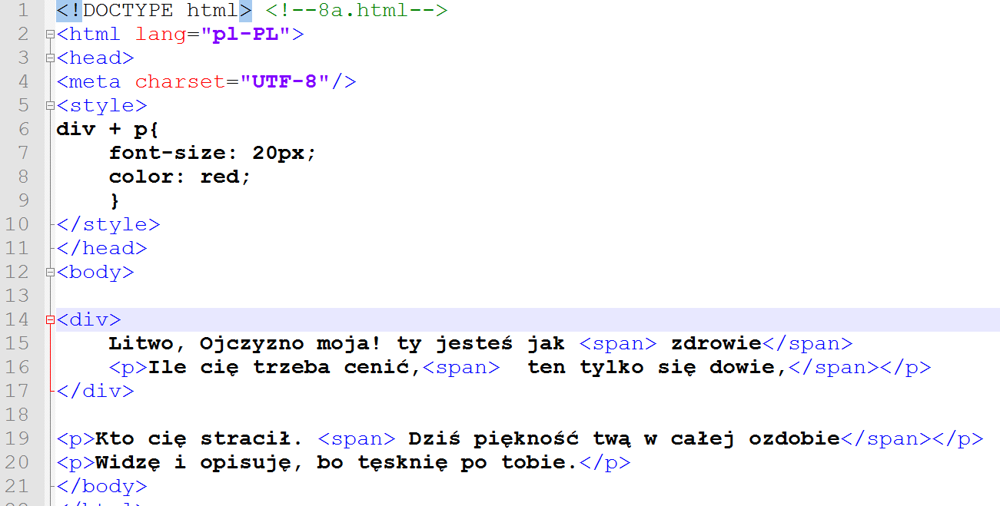 1 <!DOCTYPE html> <!--8a.html-->
2 <html lang="pl-PL">
3 <head>
4 <meta charset="UTF-8"/>
5 <style>
6 div + p{
7 font-size: 20px;
8 color: red;
9 }
10 </style>
11 </head>
12 <body>
13
14 <div>
15 Litwo, Ojczyzno moja! ty jesteś jak <span> zdrowie</span>
16 <p>Ile cię trzeba cenić,<span>  ten tylko się dowie,</span></p>
17 </div>
18
19 <p>Kto cię stracił. <span> Dziś piękność twą w całej ozdobie</span></p>
20 <p>Widzę i opisuję, bo tęsknię po tobie.</p>
21 </body>